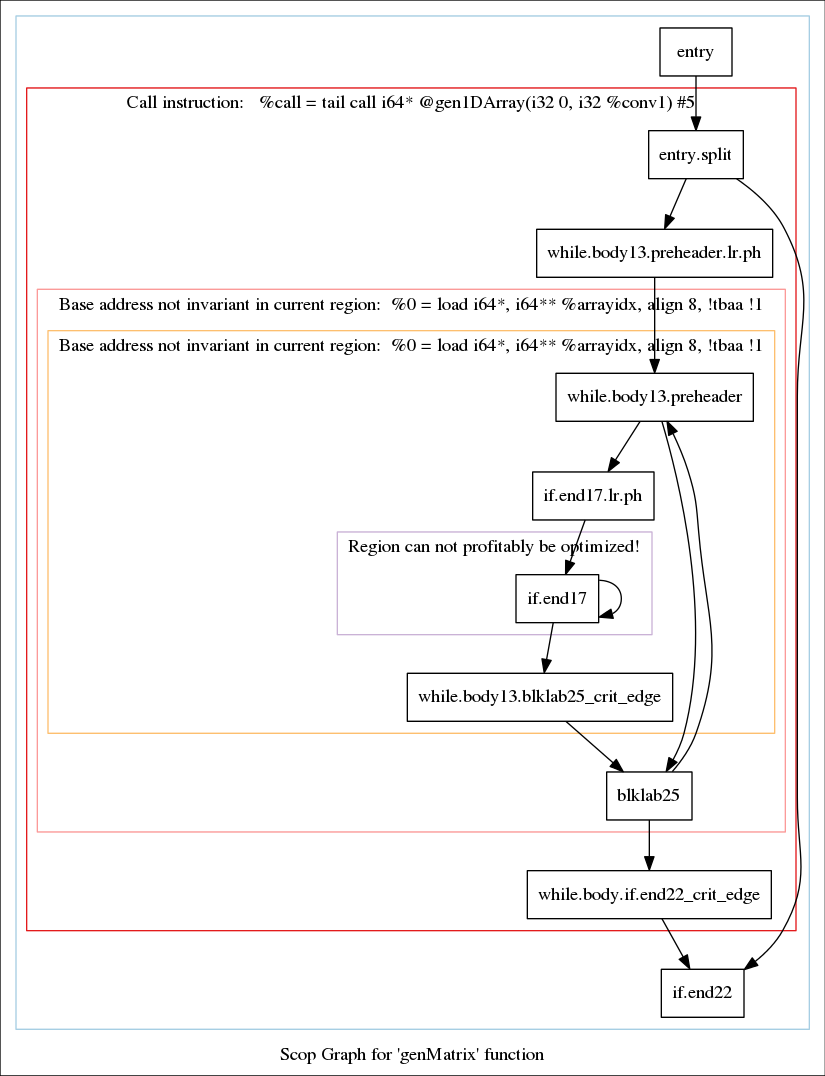 entry
Call instruction: %call = tail call i64* @gen1DArray(i32 0, i32 %conv1) #5
entry.split
while.body13.preheader.lr.ph
Base address not invariant in current region: %0 = load i64*, i64** %arrayidx, align 8, !tbaa !1
Base address not invariant in current region: %0 = load i64*, i64** %arrayidx, align 8, !tbaa !1
while.body13.preheader
if.end17.lr.ph
Region can not profitably be optimized!
if.end17
while.body13.blklab25_crit_edge
blklab25
while.body.if.end22_crit_edge
if.end22
Scop Graph for 'genMatrix' function